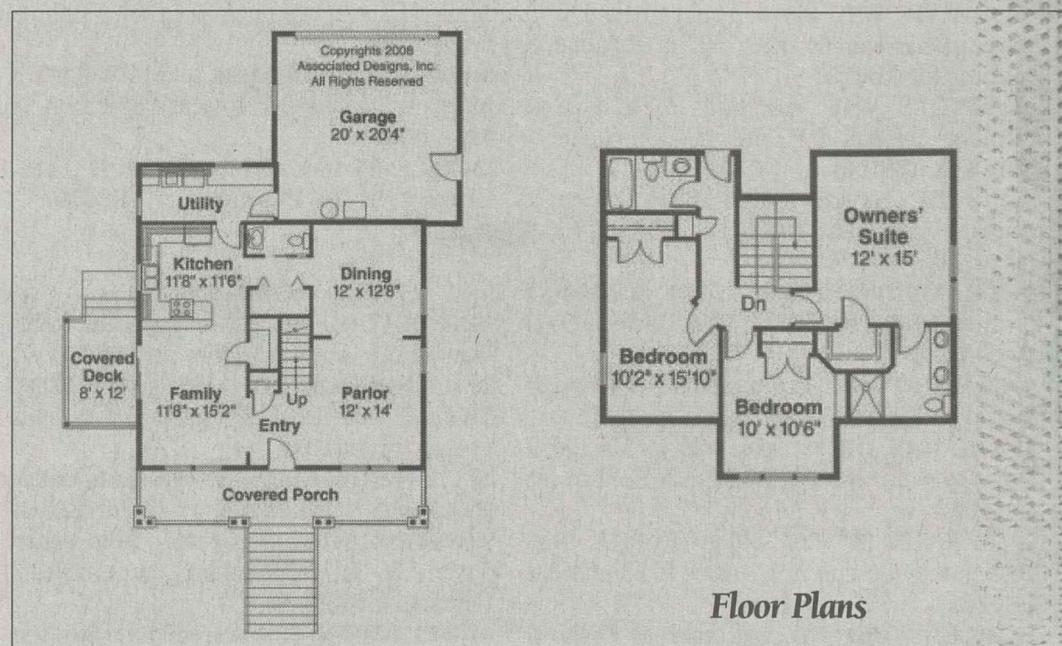 Copyrights 2008
Associated Designs, Inc.
All Rights Reserved
Garage
20' x 20'4"
Utility
Kitchen
11'8" x 11'6"
Dining
12' x 12'8"
Covered
Deck
8' x 12'
Family
11'8" x 15'2"
Up
Parlor
12' x 14'
Entry
Covered Porch
Owners'
Suite
12' x 15'
Dn
Bedroom
10'2" x 15'10"
Bedroom
10' x 10'6"
Floor Plans